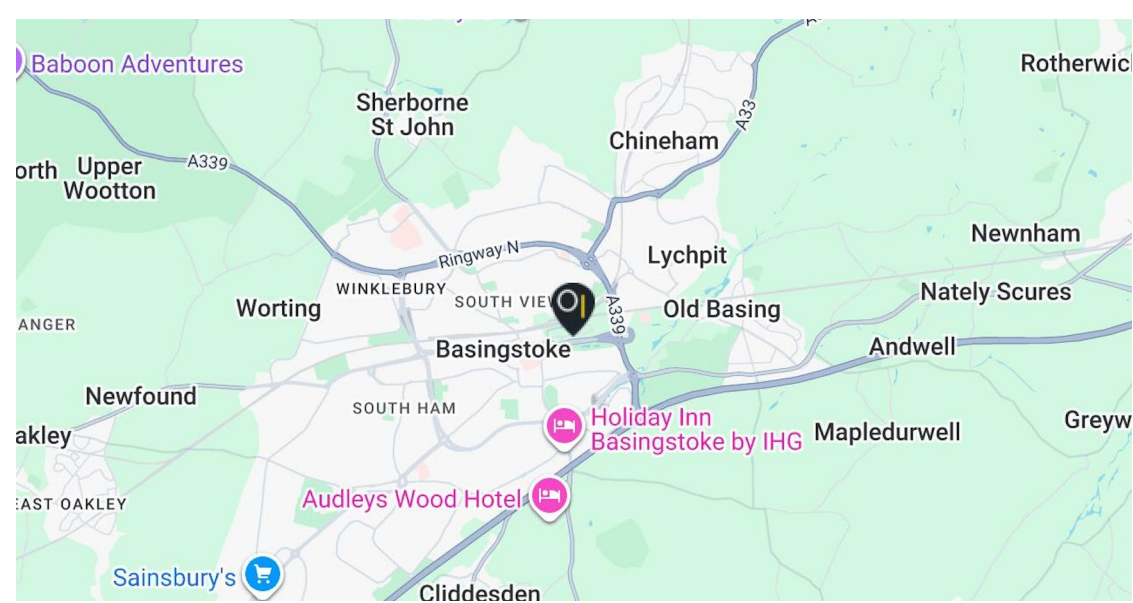 Baboon Adventures
Rotherwic
Sherborne
St John
A33
Chineham
orth
Upper
Wootton
A339
Newnham
Ringway N
Lychpit
WINKLEBURY
SOUTH VIEW
Nately Scures
Worting
A339
Old Basing
ANGER
Basingstoke
Andwell
Newfound
SOUTH HAM
Holiday Inn
Basingstoke by IHG
Mapledurwell
Greyw
akley
Audleys Wood Hotel
EAST OAKLEY
Sainsbury's
Cliddesden